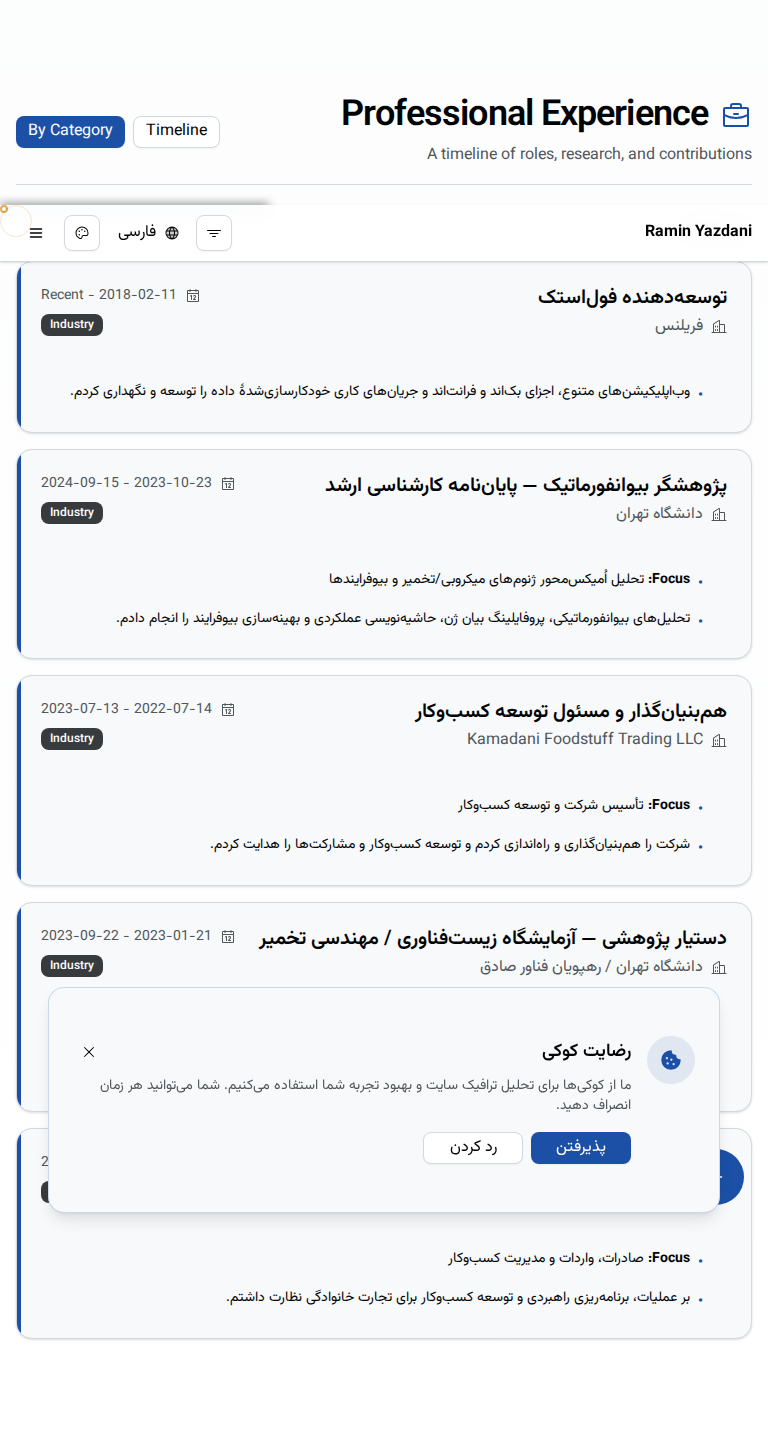 Professional Experience
A timeline of roles, research, and contributions
By Category
Timeline
Ramin Yazdani
فارسی
توسعه‌دهنده فول‌استک
Recent - 2018-02-11
فریلنس
Industry
وب‌اپلیکیشن‌های متنوع، اجزای بک‌اند و فرانت‌اند و جریان‌های کاری خودکارسازی‌شدهٔ داده را توسعه و نگهداری کردم.
پژوهشگر بیوانفورماتیک — پایان‌نامه کارشناسی ارشد
2024-09-15 - 2023-10-23
دانشگاه تهران
Industry
Focus: تحلیل اُمیکس‌محور ژنوم‌های میکروبی/تخمیر و بیوفرایندها
تحلیل‌های بیوانفورماتیکی، پروفایلینگ بیان ژن، حاشیه‌نویسی عملکردی و بهینه‌سازی بیوفرایند را انجام دادم.
هم‌بنیان‌گذار و مسئول توسعه کسب‌وکار
2023-07-13 - 2022-07-14
Kamadani Foodstuff Trading LLC
Industry
Focus: تأسیس شرکت و توسعه کسب‌وکار
شرکت را هم‌بنیان‌گذاری و راه‌اندازی کردم و توسعه کسب‌وکار و مشارکت‌ها را هدایت کردم.
دستیار پژوهشی — آزمایشگاه زیست‌فناوری / مهندسی تخمیر
2023-09-22 - 2023-01-21
دانشگاه تهران / رهپویان فناور صادق
Industry
رضایت کوکی
ما از کوکی‌ها برای تحلیل ترافیک سایت و بهبود تجربه شما استفاده می‌کنیم. شما می‌توانید هر زمان
انصراف دهید.
پذیرفتن
رد کردن
2
Focus: صادرات، واردات و مدیریت کسب‌وکار
بر عملیات، برنامه‌ریزی راهبردی و توسعه کسب‌وکار برای تجارت خانوادگی نظارت داشتم.